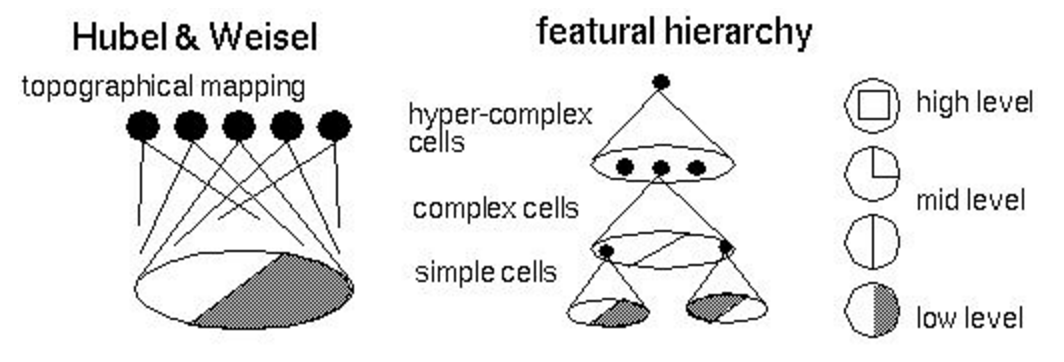 Hubel & Weisel
topographical mapping
featural hierarchy
hyper-complex
cells
complex cells
simple cells
high level
mid level
low level